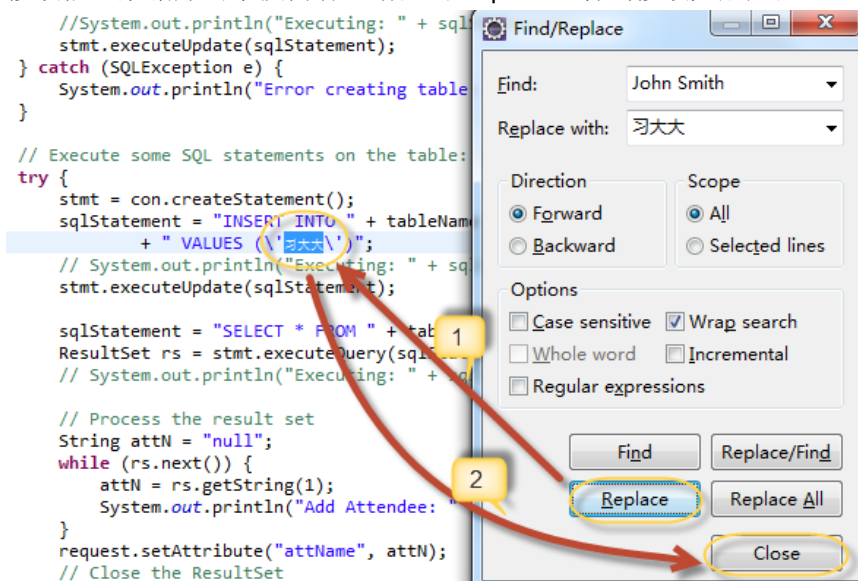 //System.out.println("Executing: " + sql
stmt.executeUpdate(sqlStatement);
} catch (SQLException e) {
System.out.println("Error creating table
}
// Execute some SQL statements on the table:
try {
stmt = con.createStatement();
sqlStatement = "INSERT INTO " + tableName
+ " VALUES (\'习大大\')";
// System.out.println("Executing: " + sq
stmt.executeUpdate(sqlStatement);
sqlStatement = "SELECT * FROM " + tab
ResultSet rs = stmt.executeQuery(sqlS
// System.out.println("Executing: " + sq
// Process the result set
String attN = "null";
while (rs.next()) {
attN = rs.getString(1);
System.out.println("Add Attendee: "
}
request.setAttribute("attName", attN);
// Close the ResultSet
1
2
Find/Replace
Find: John Smith
Replace with: 习大大
Direction
Forward
Backward
Scope
All
Selected lines
Options
Case sensitive
Wrap search
Whole word
Incremental
Regular expressions
Find
Replace/Find
Replace
Replace All
Close